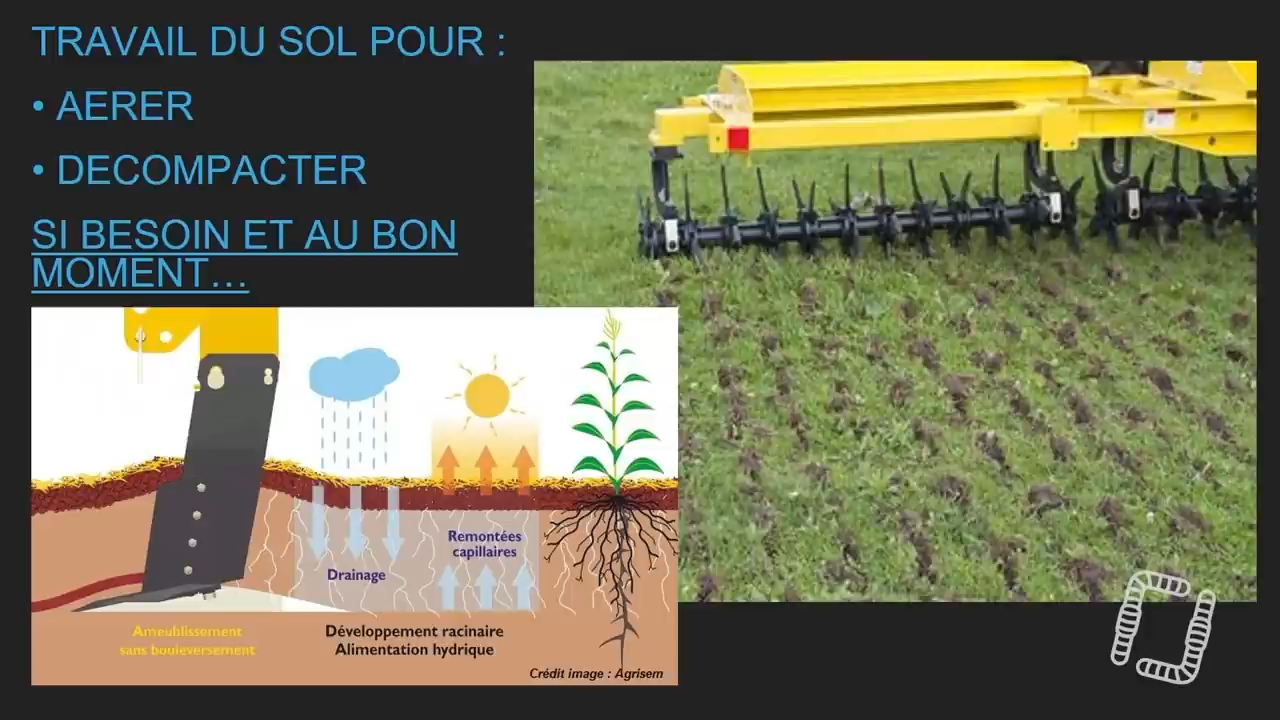 TRAVAIL DU SOL POUR :
• AERER
• DECOMPACTER
SI BESOIN ET AU BON
MOMENT…
Remontées
capillaires
Drainage
Ameublissement
sans bouleversement
Développement racinaire
Alimentation hydrique
Crédit image : Agrisem